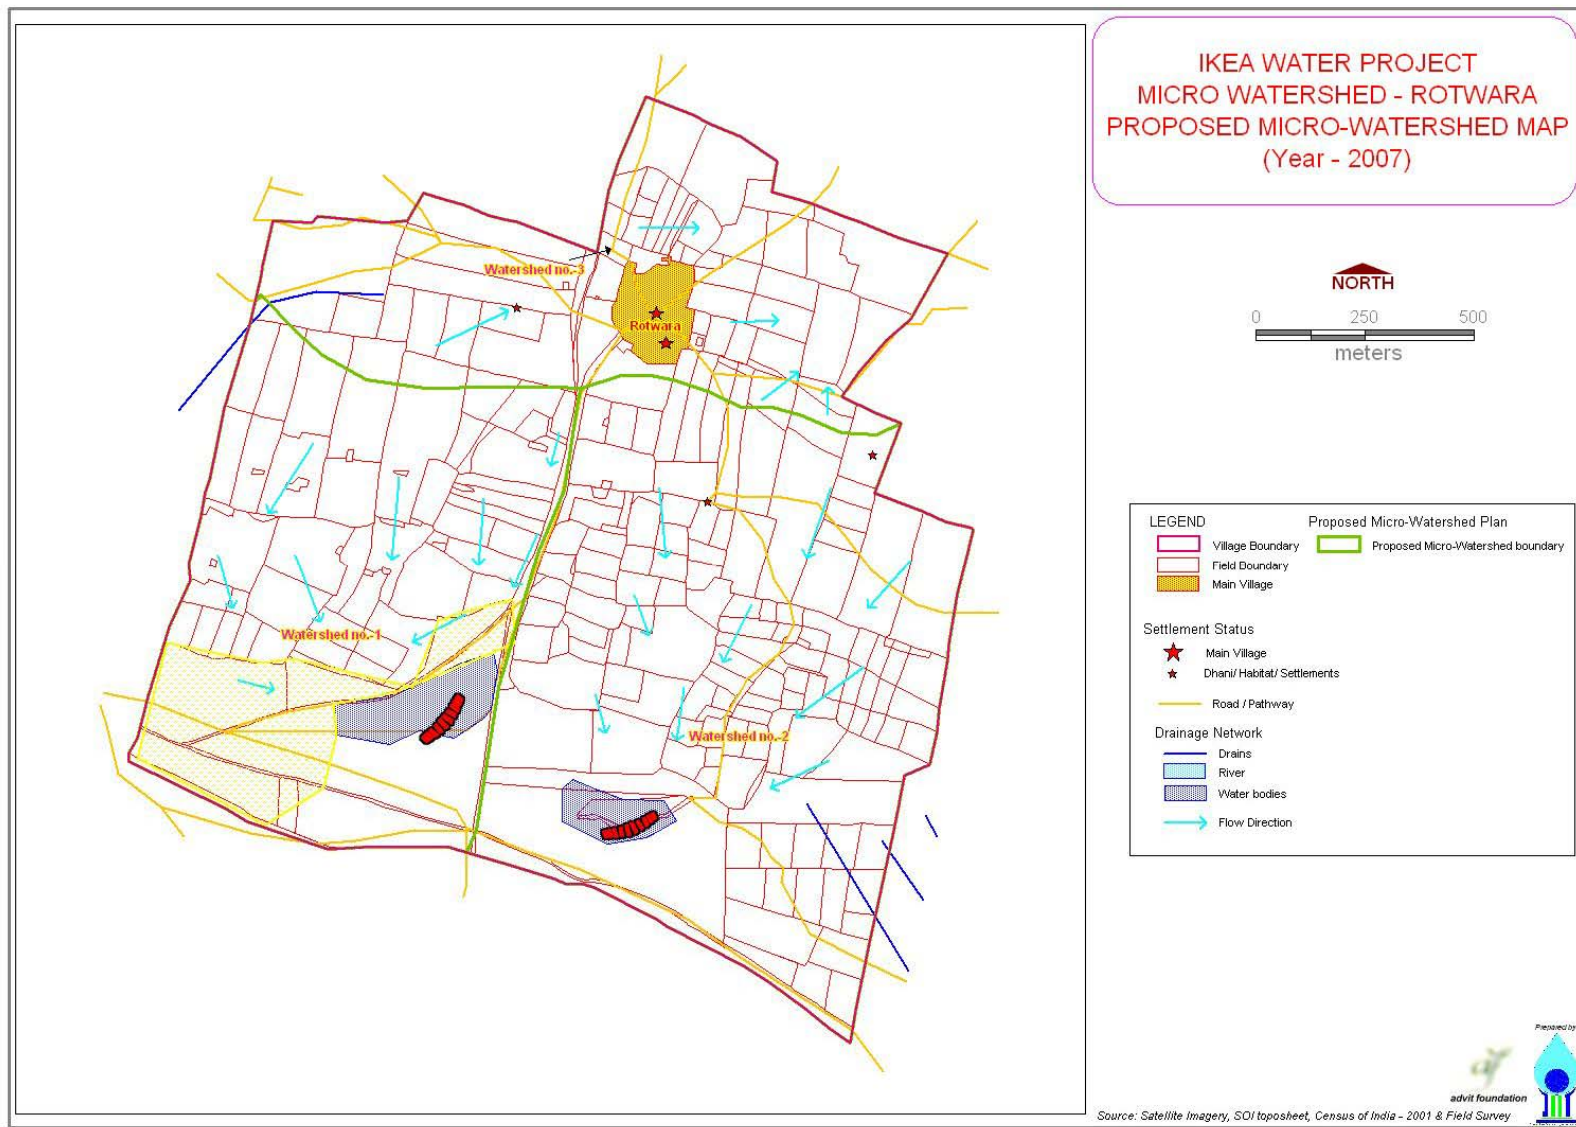 IKEA WATER PROJECT
MICRO WATERSHED - ROTWARA
PROPOSED MICRO-WATERSHED MAP
(Year - 2007)
NORTH
0 250 500
meters
Watershed no.-3
Rotwara
Watershed no.-1
Watershed no.-2
LEGEND
Village Boundary
Field Boundary
Main Village
Proposed Micro-Watershed Plan
Proposed Micro-Watershed boundary
Settlement Status
Main Village
Dhani/ Habitat/ Settlements
Road / Pathway
Drainage Network
Drains
River
Water bodies
Flow Direction
Prepared by
advit foundation
Source: Satellite Imagery, SOI toposheet, Census of India - 2001 & Field Survey